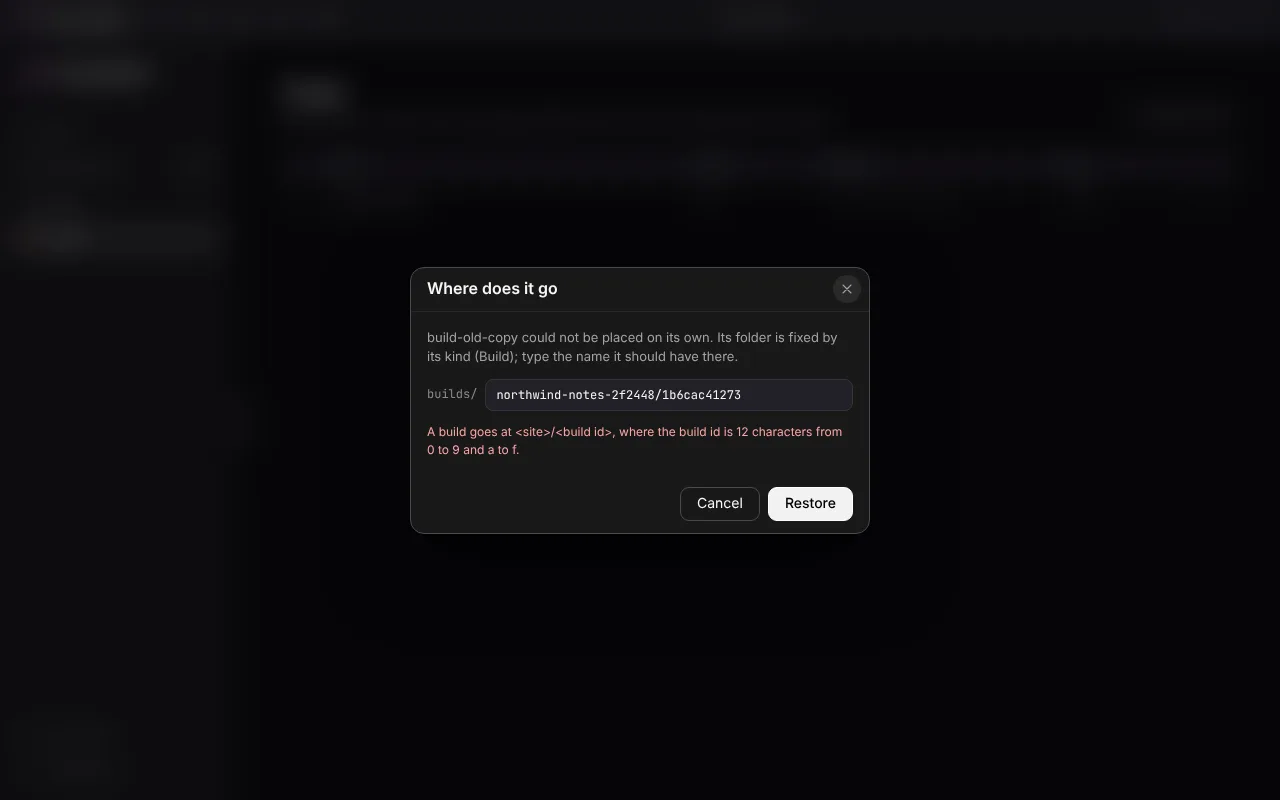 Where does it go
build-old-copy could not be placed on its own. Its folder is fixed by
its kind (Build); type the name it should have there.
builds/ northwind-notes-2f2448/1b6cac41273
A build goes at <site>/<build id>, where the build id is 12 characters from
0 to 9 and a to f.
Cancel Restore